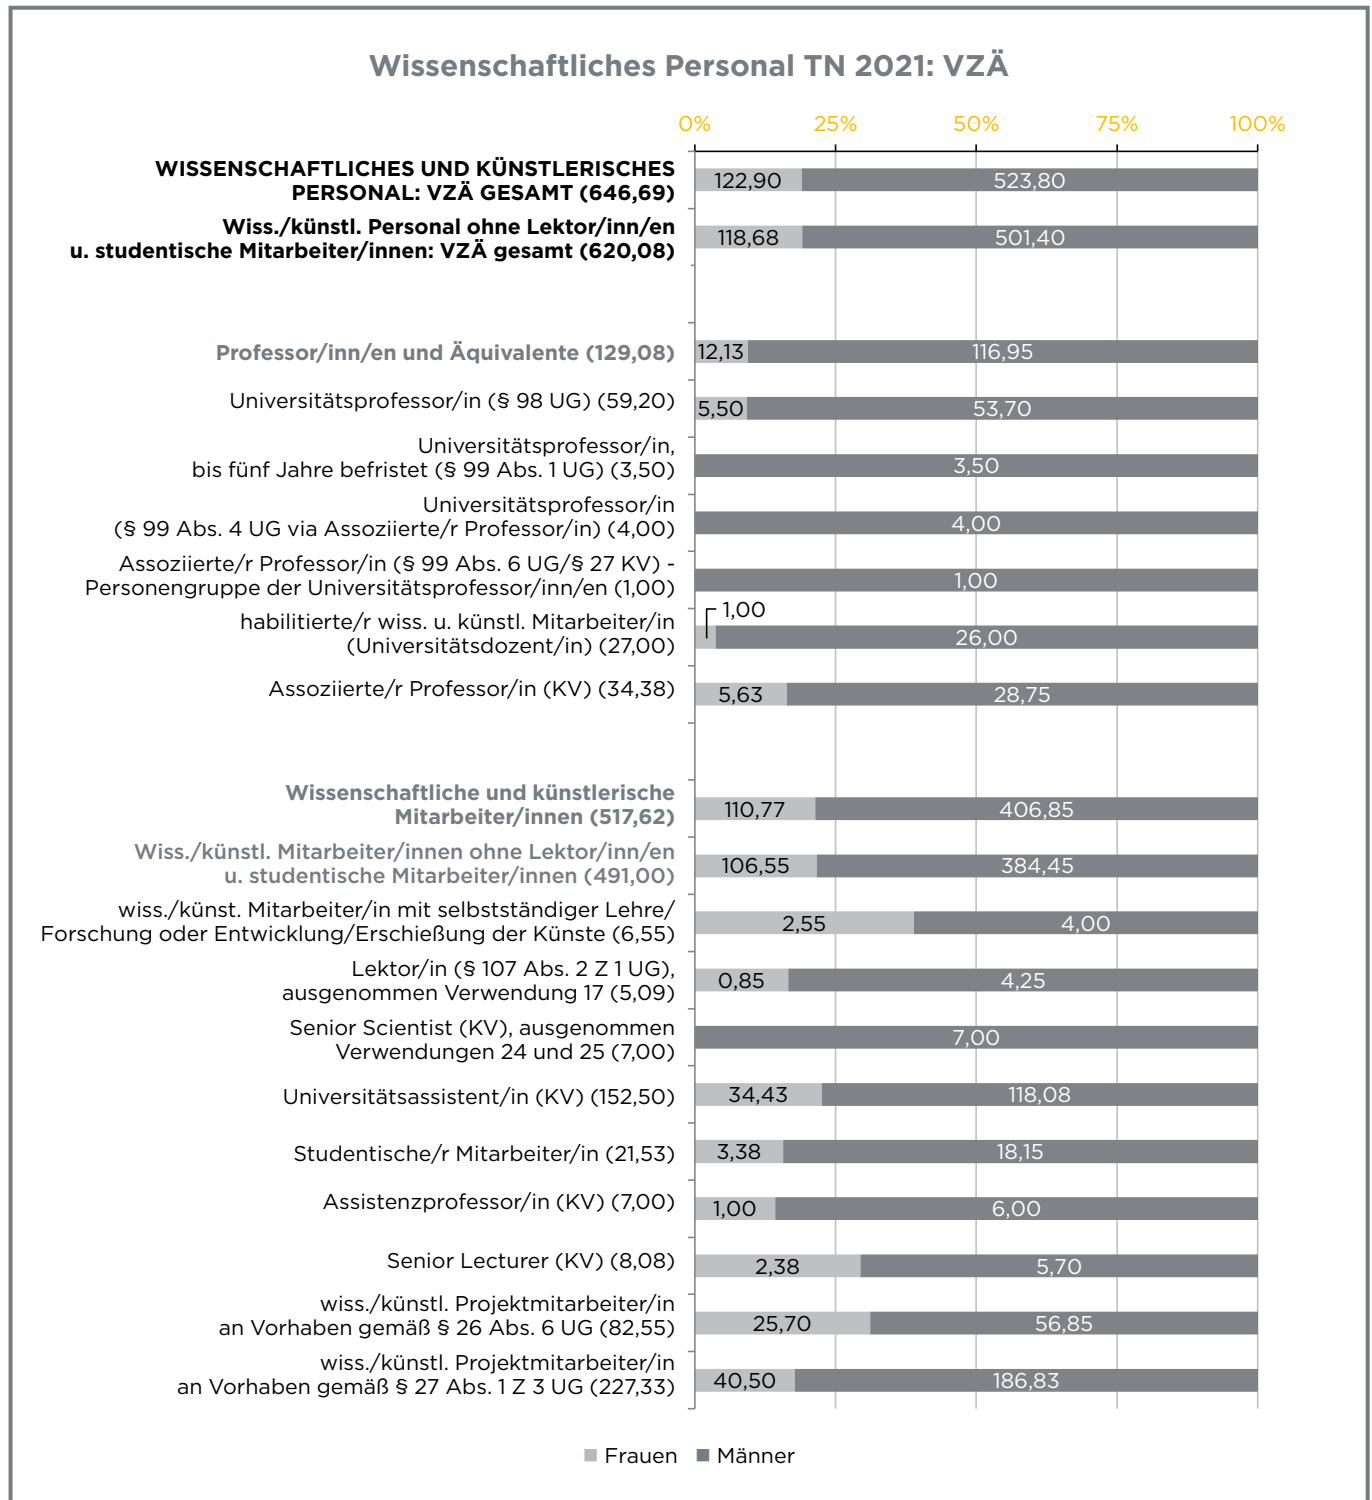 Wissenschaftliches Personal TN 2021: VZÄ
0% 25% 50% 75% 100%
WISSENSCHAFTLICHES UND KÜNSTLERISCHES
PERSONAL: VZÄ GESAMT (646,69)
122,90 523,80
Wiss./künstl. Personal ohne Lektor/inn/en
u. studentische Mitarbeiter/innen: VZÄ gesamt (620,08)
118,68 501,40
Professor/inn/en und Äquivalente (129,08)
12,13 116,95
Universitätsprofessor/in (§ 98 UG) (59,20)
5,50 53,70
Universitätsprofessor/in,
bis fünf Jahre befristet (§ 99 Abs. 1 UG) (3,50)
3,50
Universitätsprofessor/in
(§ 99 Abs. 4 UG via Assoziierte/r Professor/in) (4,00)
4,00
Assoziierte/r Professor/in (§ 99 Abs. 6 UG/§ 27 KV) -
Personengruppe der Universitätsprofessor/inn/en (1,00)
1,00
habilitierte/r wiss. u. künstl. Mitarbeiter/in
(Universitätsdozent/in) (27,00)
1,00
26,00
Assoziierte/r Professor/in (KV) (34,38)
5,63 28,75
Wissenschaftliche und künstlerische
Mitarbeiter/innen (517,62)
110,77 406,85
Wiss./künstl. Mitarbeiter/innen ohne Lektor/inn/en
u. studentische Mitarbeiter/innen (491,00)
106,55 384,45
wiss./künst. Mitarbeiter/in mit selbstständiger Lehre/
Forschung oder Entwicklung/Erschießung der Künste (6,55)
2,55 4,00
Lektor/in (§ 107 Abs. 2 Z 1 UG),
ausgenommen Verwendung 17 (5,09)
0,85 4,25
Senior Scientist (KV), ausgenommen
Verwendungen 24 und 25 (7,00)
7,00
Universitätsassistent/in (KV) (152,50)
34,43 118,08
Studentische/r Mitarbeiter/in (21,53)
3,38 18,15
Assistenzprofessor/in (KV) (7,00)
1,00 6,00
Senior Lecturer (KV) (8,08)
2,38 5,70
wiss./künstl. Projektmitarbeiter/in
an Vorhaben gemäß § 26 Abs. 6 UG (82,55)
25,70 56,85
wiss./künstl. Projektmitarbeiter/in
an Vorhaben gemäß § 27 Abs. 1 Z 3 UG (227,33)
40,50 186,83
Frauen Männer